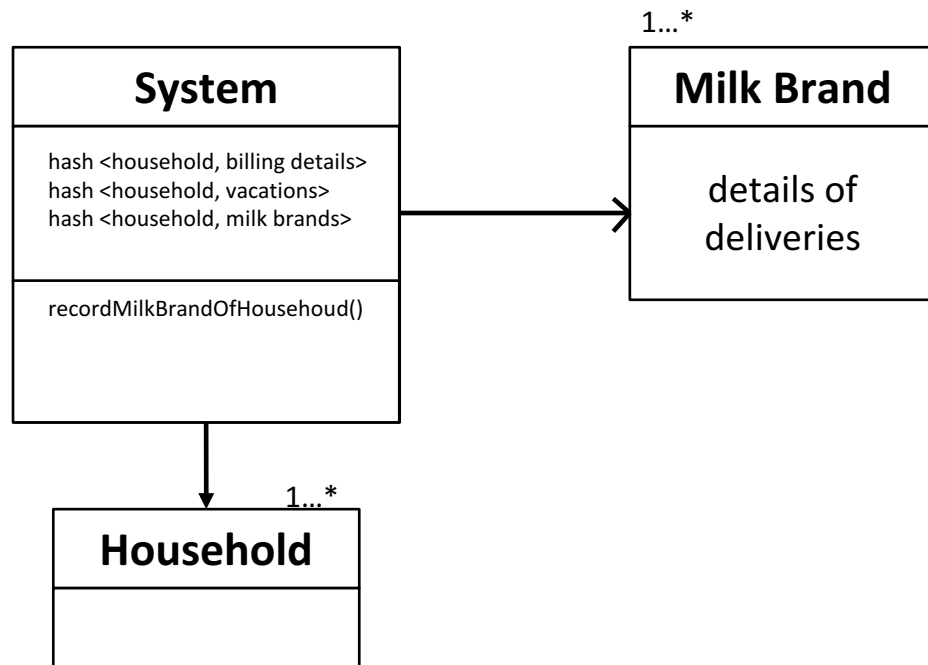 System
hash <household, billing details>
hash <household, vacations>
hash <household, milk brands>
recordMilkBrandOfHousehoud()
1...*
Milk Brand
details of
deliveries
1...*
Household